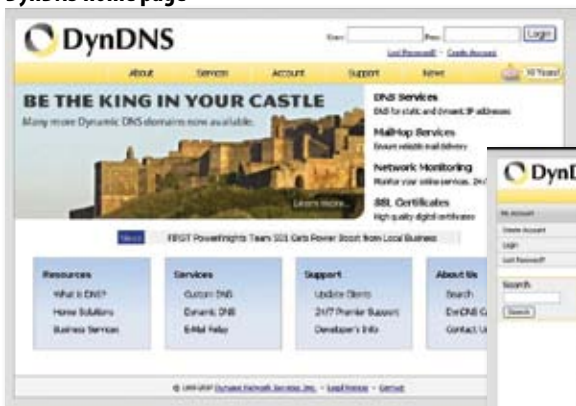 DynDNS home page
DynDNS
User:
Pass:
Login
Lost Password?
Create Account
About
Services
Account
Support
News
10 Years!
BE THE KING IN YOUR CASTLE
Many more Dynamic DNS domains now available.
Learn more...
DNS Services
DNS for static and dynamic IP addresses
MailHop Services
Ensure reliable mail delivery
Network Monitoring
Monitor your online services, 24/7
SSL Certificates
High quality digital certificates
News
FIRST Powerknights Team 501 Gets Power Boost from Local Business
Resources
What is DNS?
Home Solutions
Business Services
Services
Custom DNS
Dynamic DNS
E-Mail Relay
Support
Update Clients
24/7 Premier Support
Developer's Info
About Us
Search
DynDNS
Contact
© 1998-2007 Dynamic Network Services, Inc. - Legal Notices - Contact
DynD
My Account
Create Account
Login
Lost Password?
Search
Search